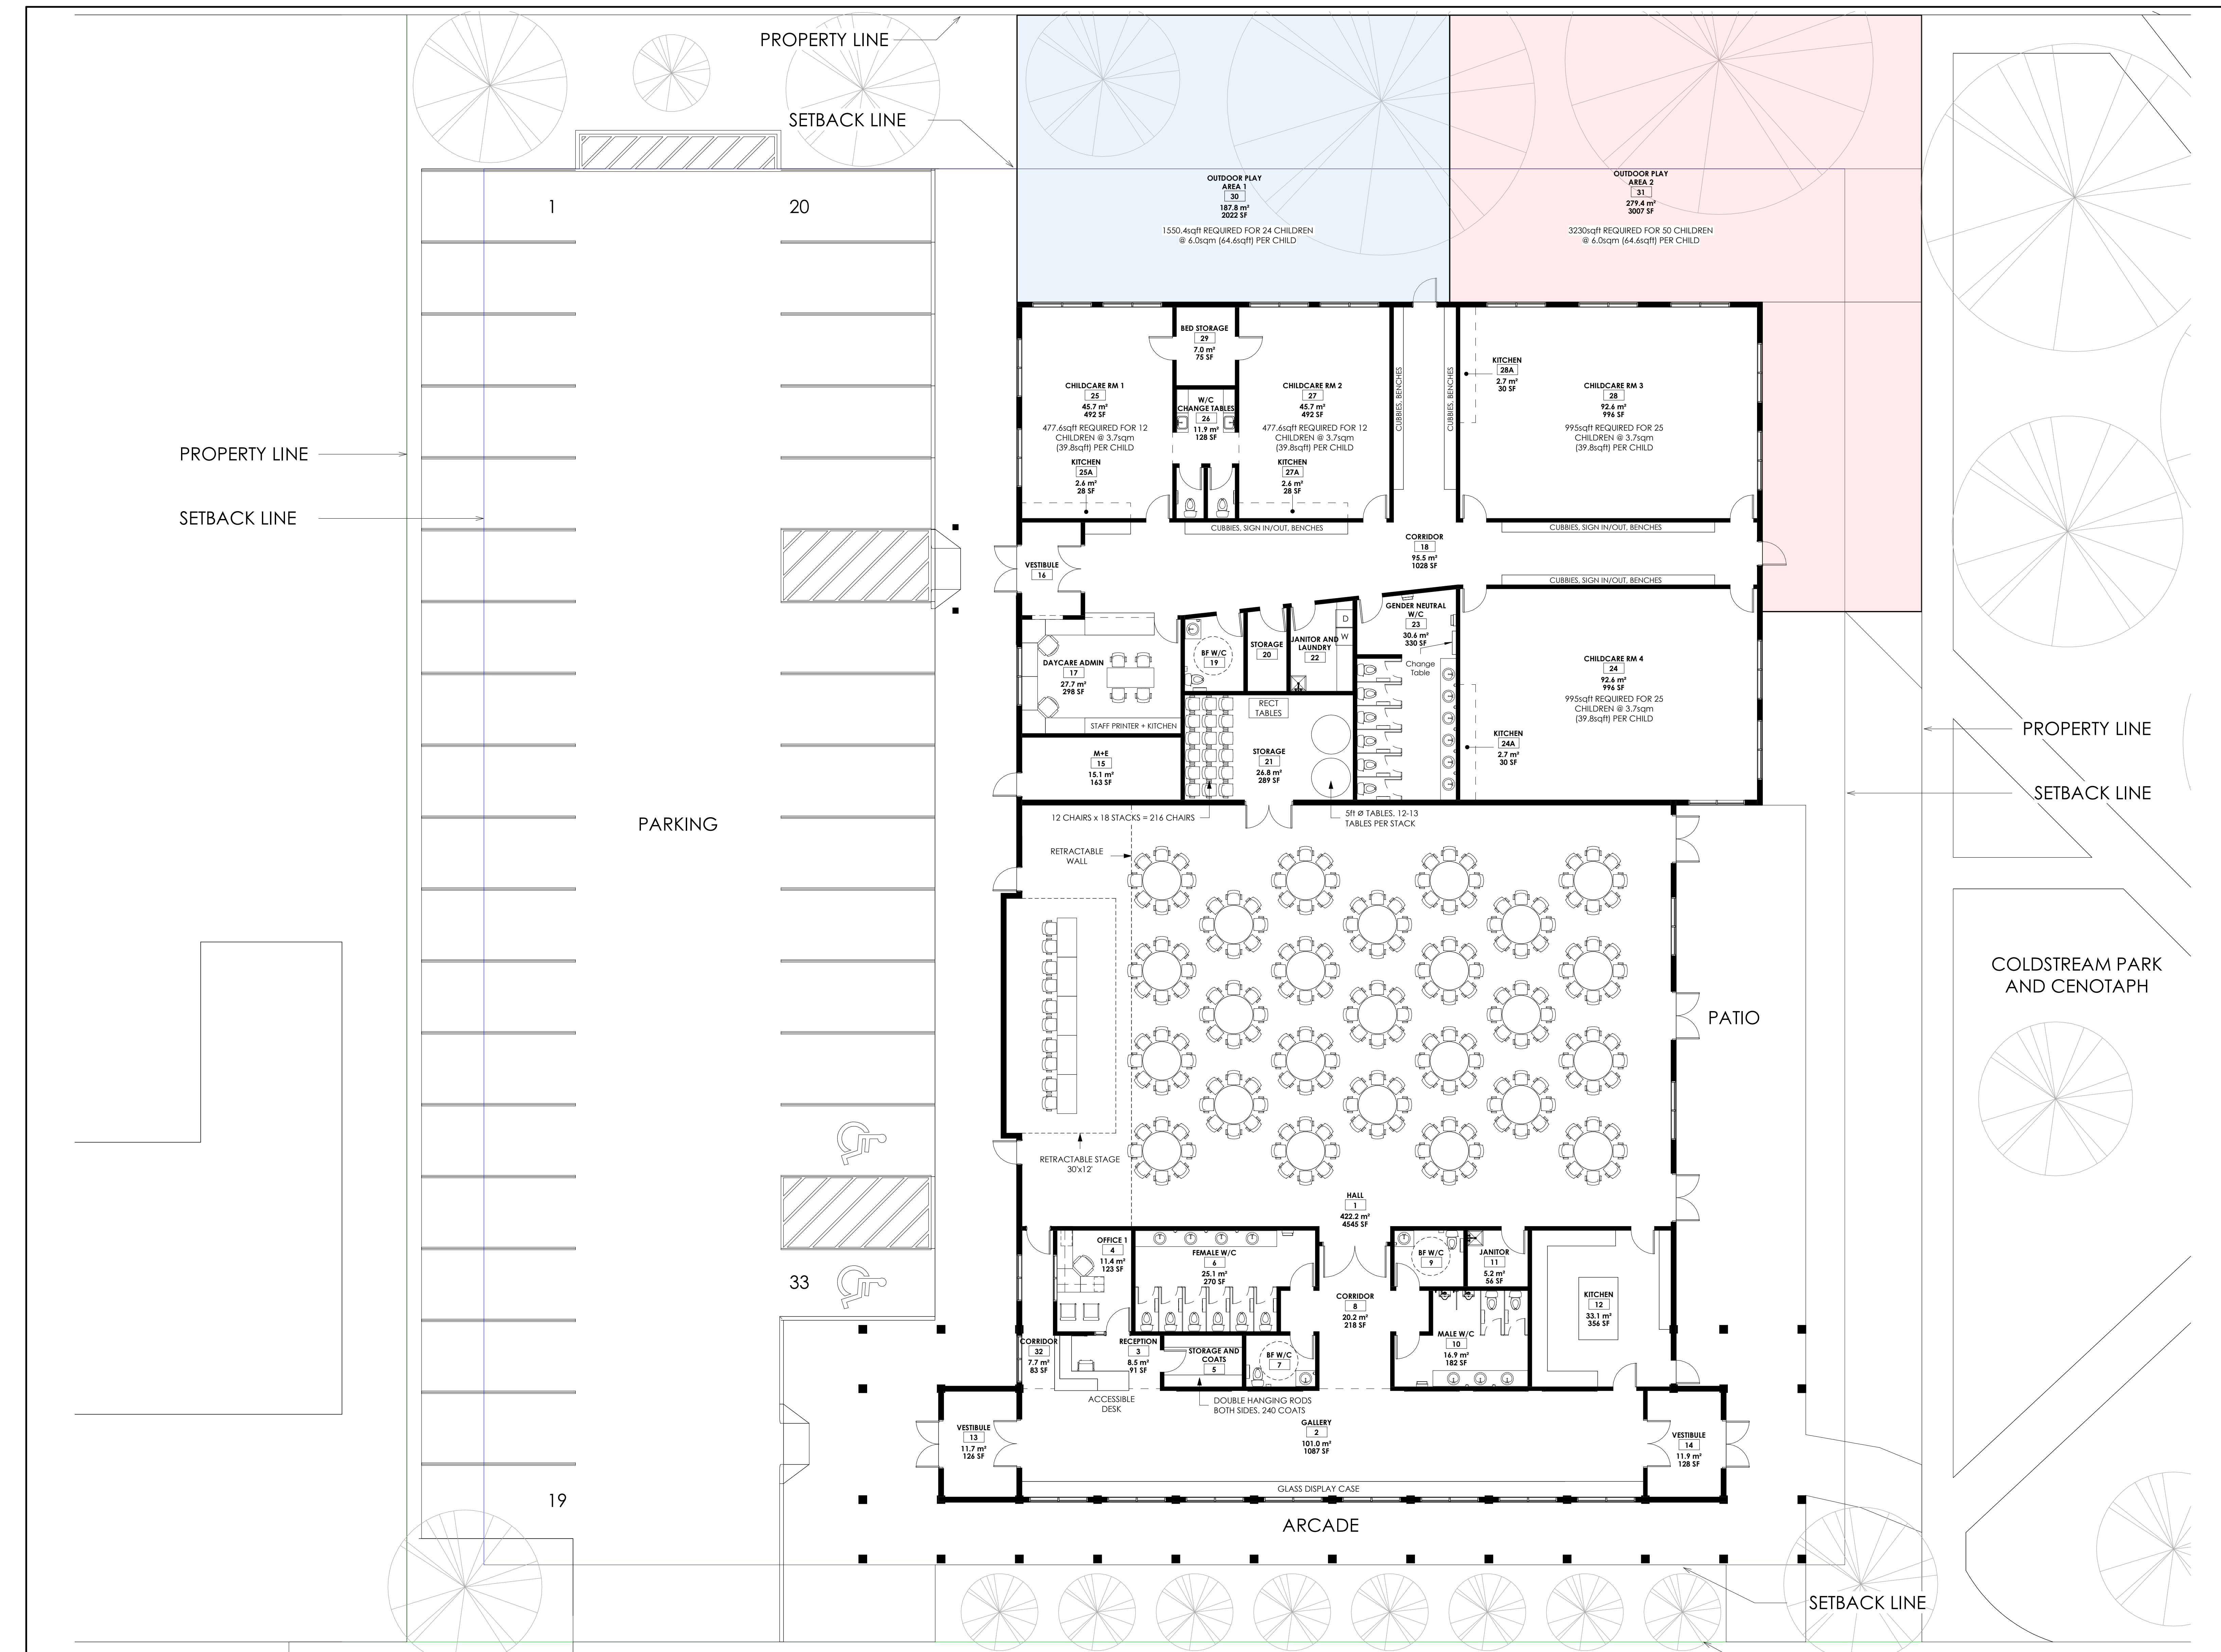 PROPERTY LINE
SETBACK LINE
1
20
OUTDOOR PLAY
AREA 1
30
187.8 m²
2022 SF
1550.4sqft REQUIRED FOR 24 CHILDREN
@ 6.0sqm (64.6sqft) PER CHILD
OUTDOOR PLAY
AREA 2
31
279.4 m²
3007 SF
3230sqft REQUIRED FOR 50 CHILDREN
@ 6.0sqm (64.6sqft) PER CHILD
BED STORAGE
29
7.0 m²
75 SF
CHILDCARE RM 1
25
45.7 m²
492 SF
477.6sqft REQUIRED FOR 12
CHILDREN @ 3.7sqm
(39.8sqft) PER CHILD
KITCHEN
25A
2.6 m²
28 SF
W/C
CHANGE TABLES
26
11.9 m²
128 SF
CHILDCARE RM 2
27
45.7 m²
492 SF
477.6sqft REQUIRED FOR 12
CHILDREN @ 3.7sqm
(39.8sqft) PER CHILD
KITCHEN
27A
2.6 m²
28 SF
CUBBIES, BENCHES
CUBBIES, BENCHES
KITCHEN
28A
2.7 m²
30 SF
CHILDCARE RM 3
28
92.6 m²
996 SF
995sqft REQUIRED FOR 25
CHILDREN @ 3.7sqm
(39.8sqft) PER CHILD
PROPERTY LINE
SETBACK LINE
CUBBIES, SIGN IN/OUT, BENCHES
CUBBIES, SIGN IN/OUT, BENCHES
CORRIDOR
18
95.5 m²
1028 SF
VESTIBULE
16
CUBBIES, SIGN IN/OUT, BENCHES
DAYCARE ADMIN
17
27.7 m²
298 SF
STAFF PRINTER + KITCHEN
BF W/C
19
STORAGE
20
JANITOR AND
LAUNDRY
22
D
W
GENDER NEUTRAL
W/C
23
30.6 m²
330 SF
Change
Table
CHILDCARE RM 4
24
92.6 m²
996 SF
995sqft REQUIRED FOR 25
CHILDREN @ 3.7sqm
(39.8sqft) PER CHILD
KITCHEN
24A
2.7 m²
30 SF
RECT
TABLES
STORAGE
21
26.8 m²
289 SF
M+E
15
15.1 m²
163 SF
PROPERTY LINE
SETBACK LINE
PARKING
12 CHAIRS x 18 STACKS = 216 CHAIRS
5ft Ø TABLES. 12-13
TABLES PER STACK
RETRACTABLE
WALL
COLDSTREAM PARK
AND CENOTAPH
PATIO
RETRACTABLE STAGE
30'x12'
HALL
1
422.2 m²
4545 SF
33
OFFICE 1
4
11.4 m²
123 SF
FEMALE W/C
6
25.1 m²
270 SF
BF W/C
9
JANITOR
11
5.2 m²
56 SF
CORRIDOR
8
20.2 m²
218 SF
KITCHEN
12
33.1 m²
356 SF
CORRIDOR
32
7.7 m²
83 SF
RECEPTION
3
8.5 m²
91 SF
STORAGE AND
COATS
5
BF W/C
7
MALE W/C
10
16.9 m²
182 SF
ACCESSIBLE
DESK
DOUBLE HANGING RODS
BOTH SIDES. 240 COATS
VESTIBULE
13
11.7 m²
126 SF
GALLERY
2
101.0 m²
1087 SF
VESTIBULE
14
11.9 m²
128 SF
GLASS DISPLAY CASE
19
ARCADE
SETBACK LINE